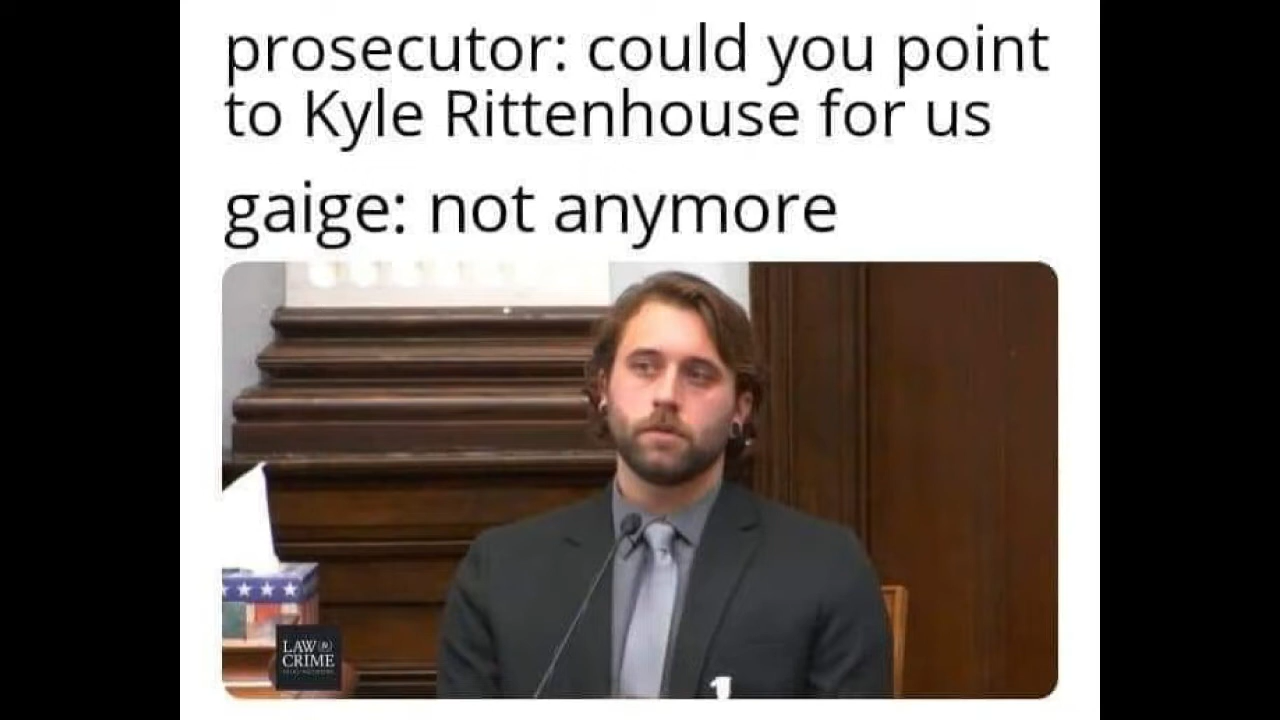 prosecutor: could you point
to Kyle Rittenhouse for us
gaige: not anymore
LAW &
CRIME